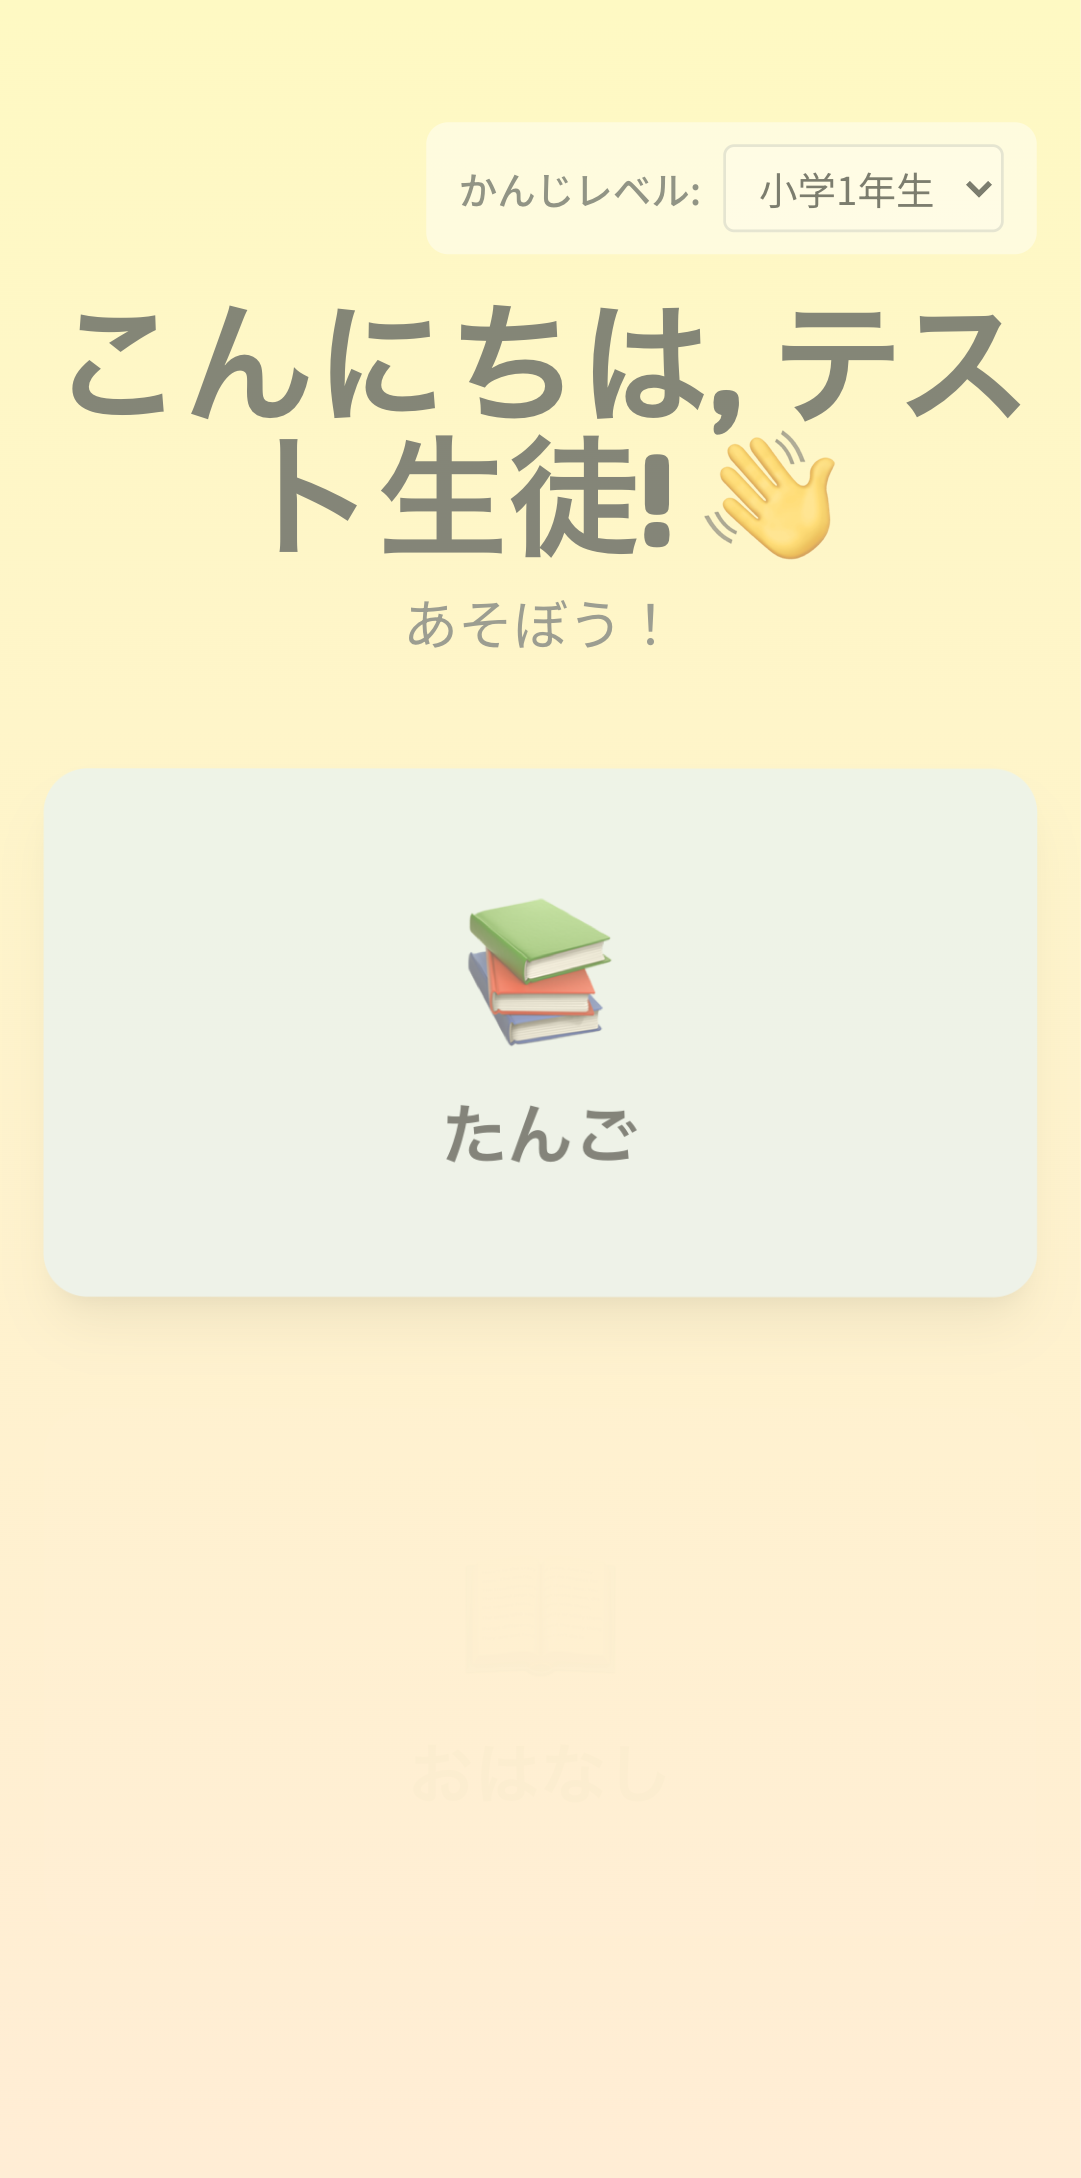 かんじレベル: 小学1年生
こんにちは, テス
ト生徒! 👋
あそぼう！
たんご
おはなし